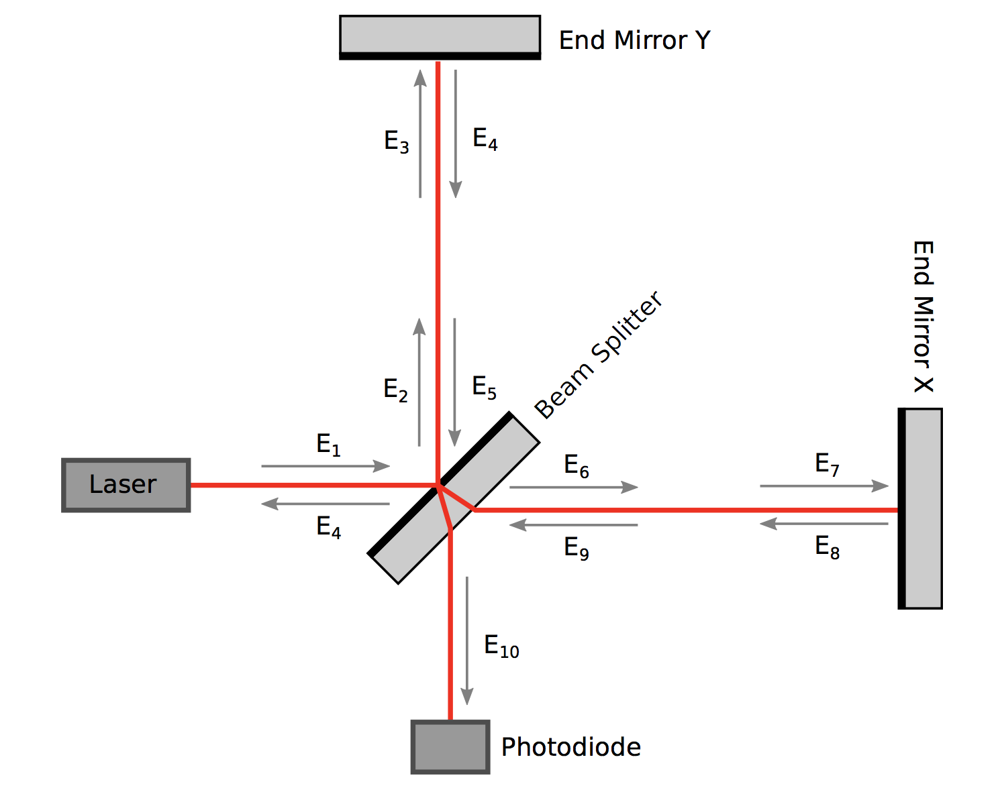 End Mirror Y
E3
E4
End Mirror X
Beam Splitter
E2
E5
E1
Laser
E4
E6
E7
E9
E8
E10
Photodiode